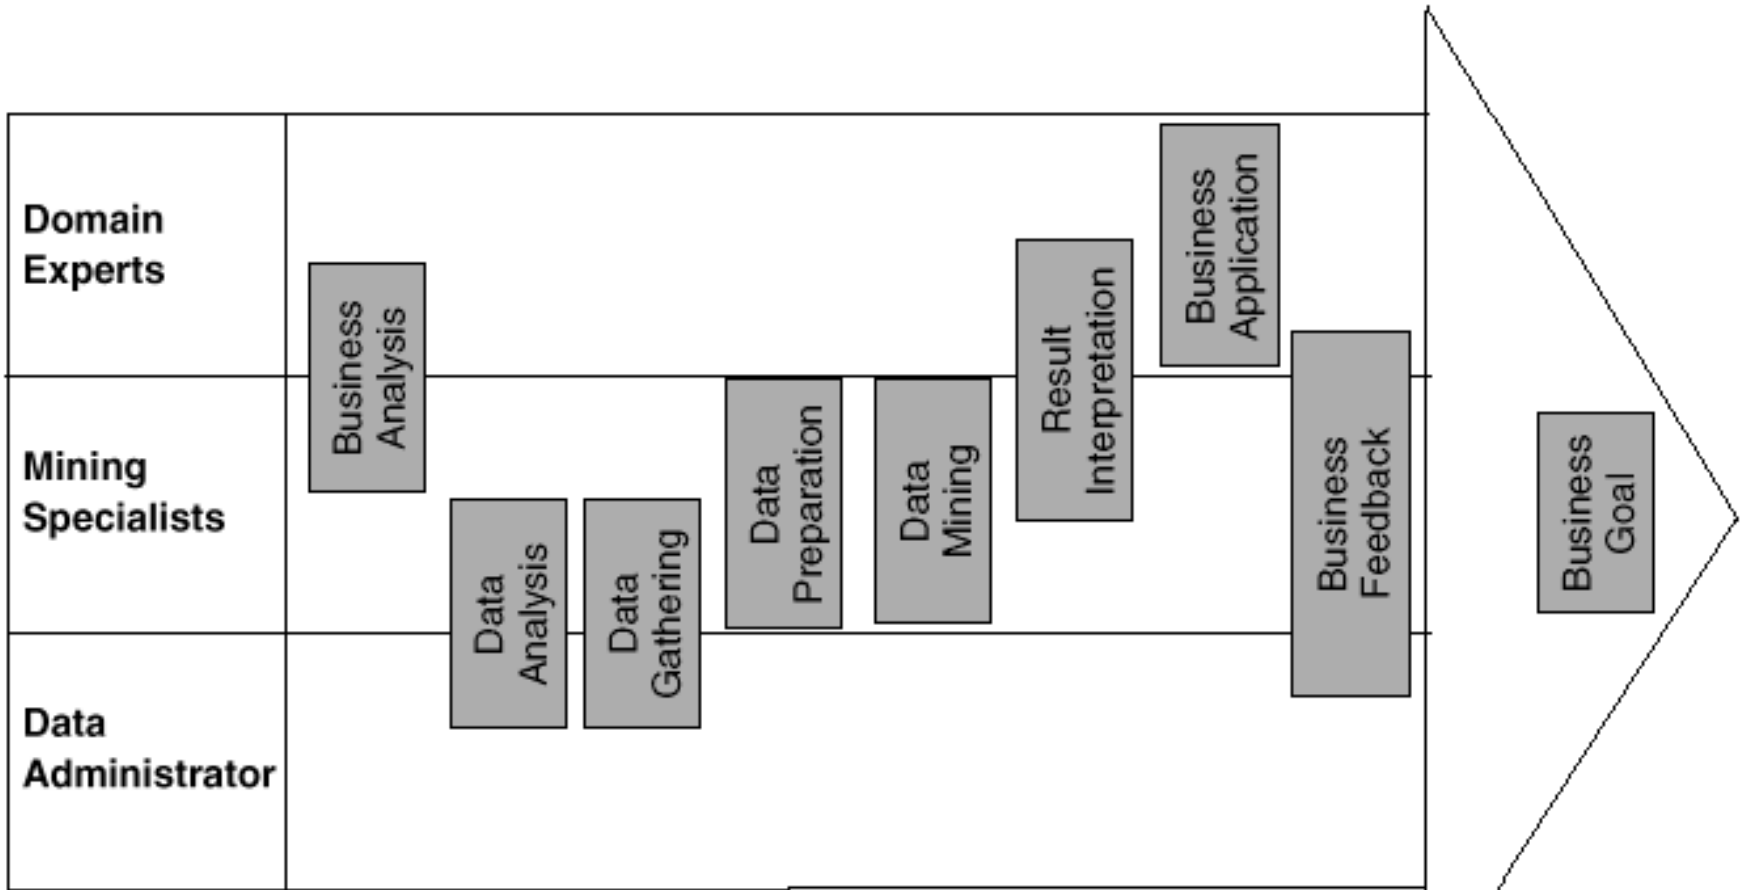 Domain
Experts
Mining
Specialists
Data
Administrator
Business
Analysis
Data
Analysis
Data
Gathering
Data
Preparation
Data
Mining
Result
Interpretation
Business
Application
Business
Feedback
Business
Goal